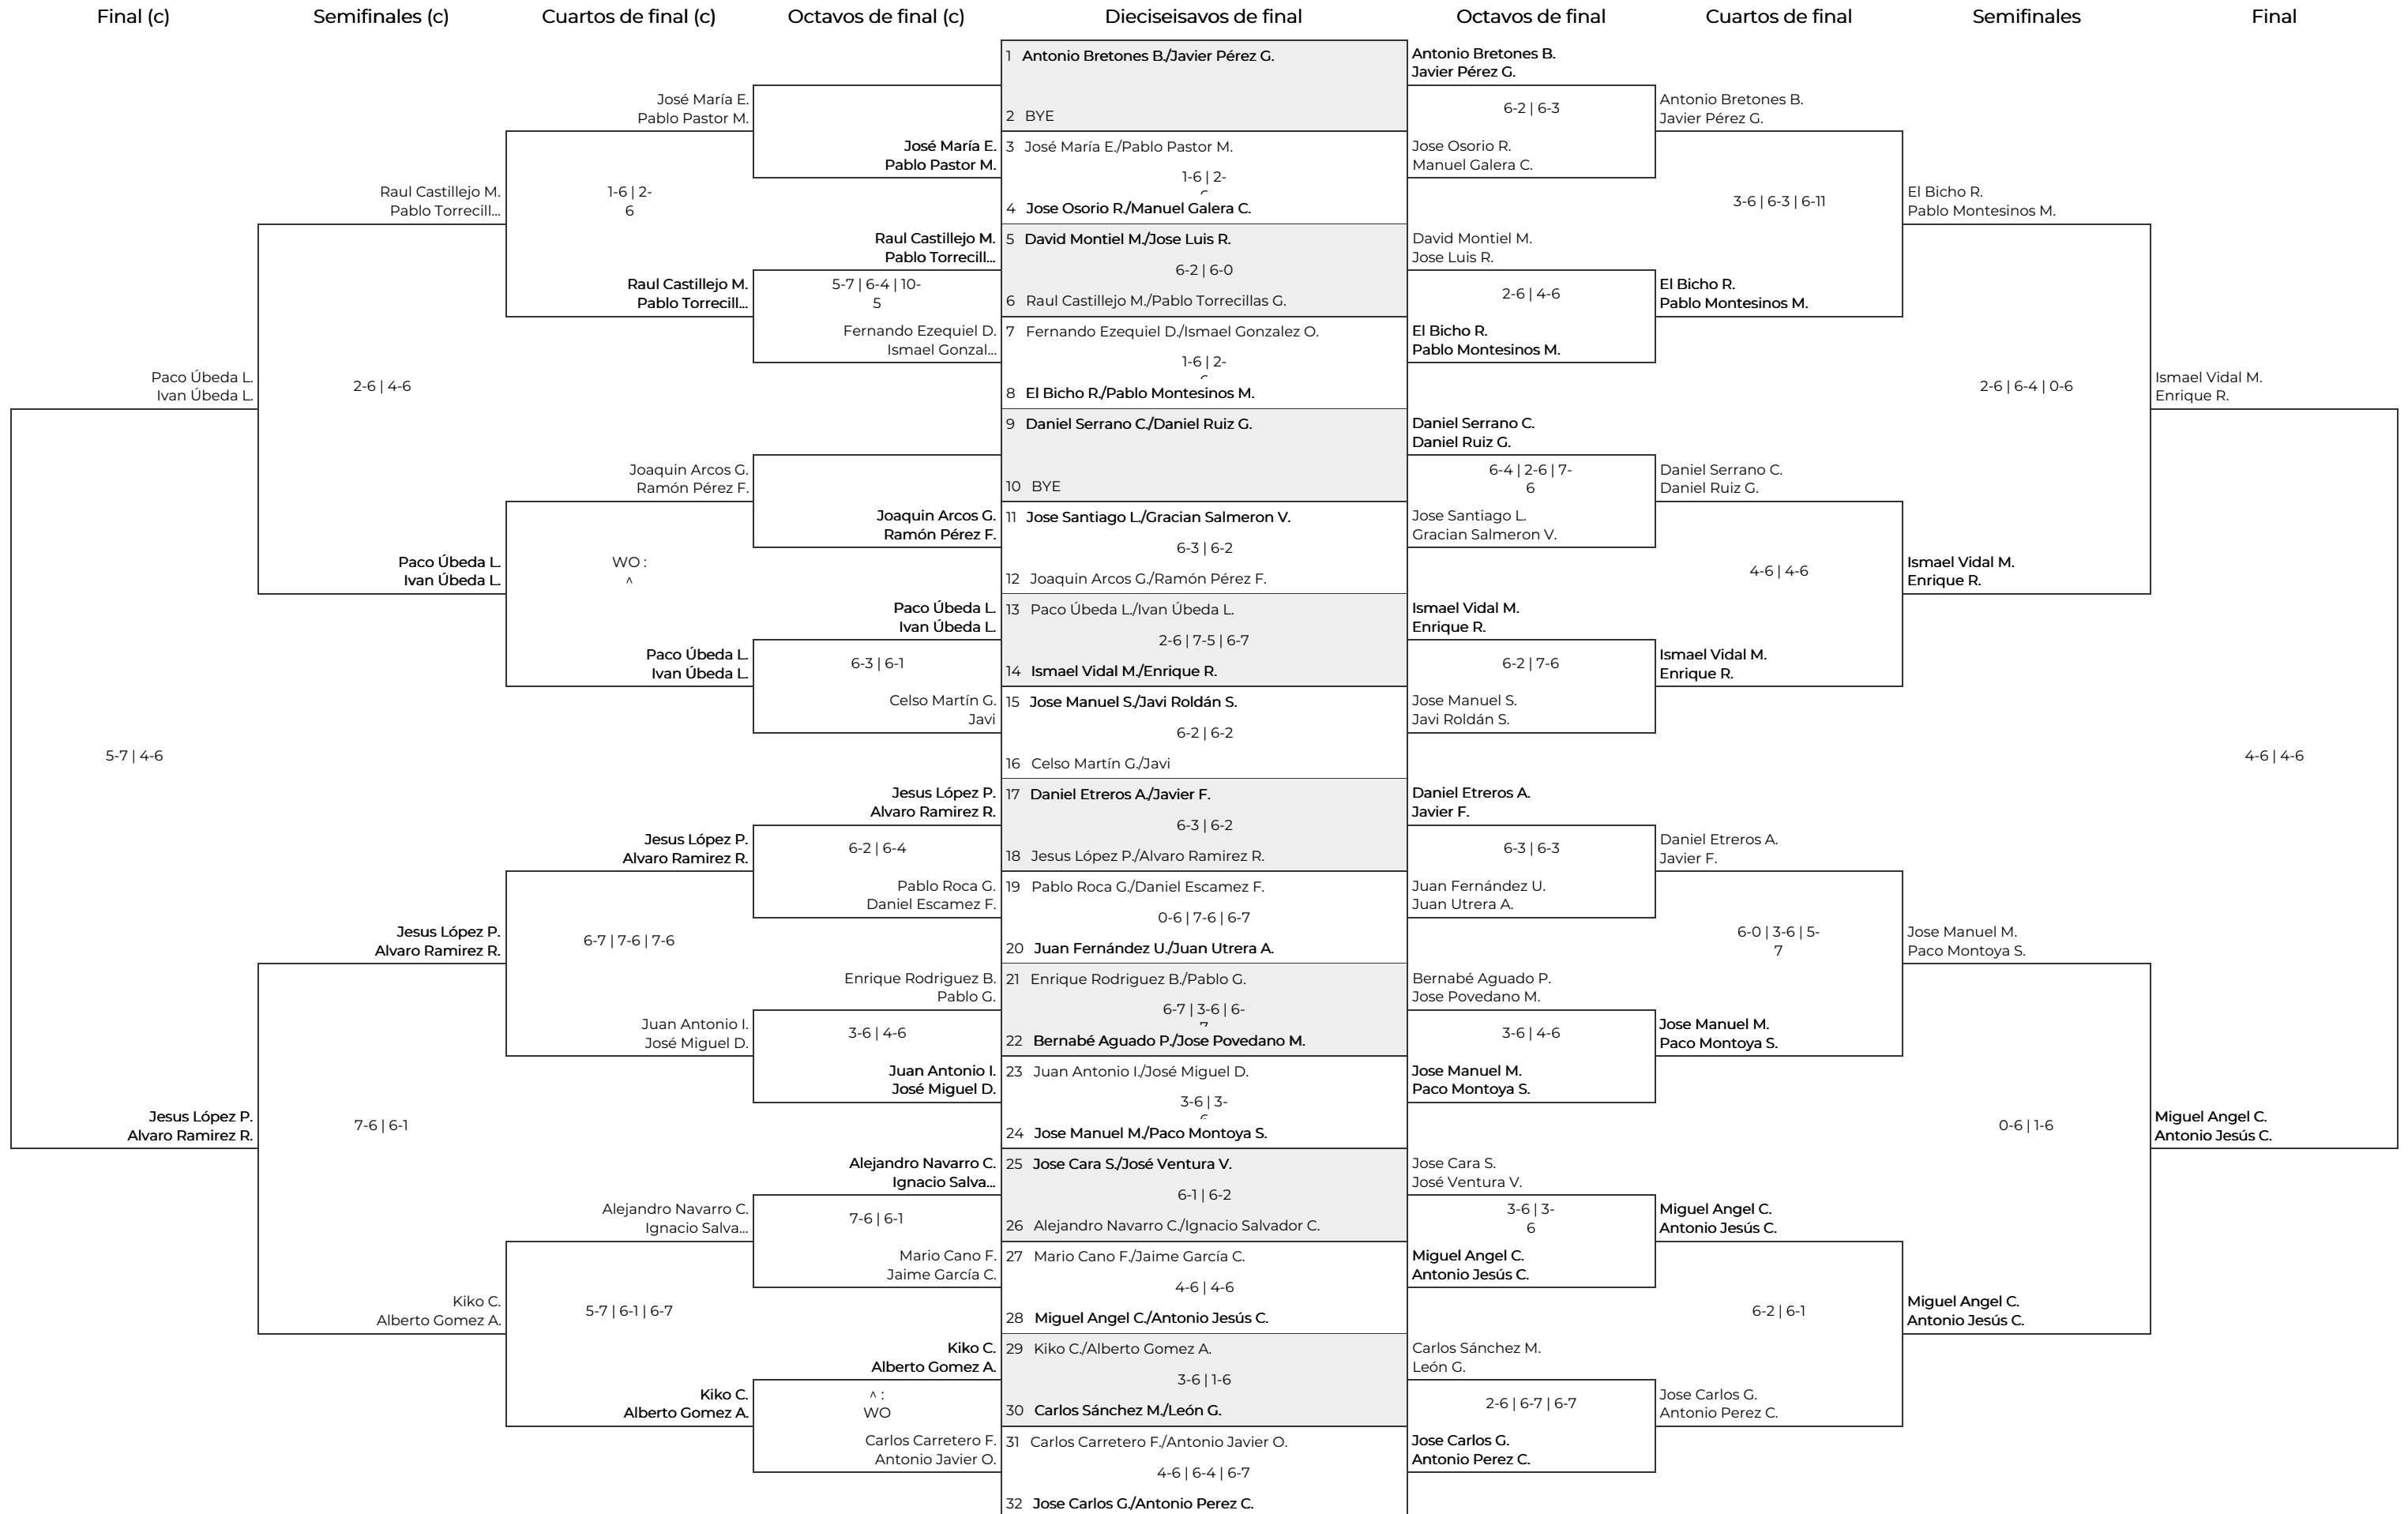 Final (c)
Semifinales (c)
Cuartos de final (c)
Octavos de final (c)
Dieciseisavos de final
Octavos de final
Cuartos de final
Semifinales
Final
Paco Úbeda L.
Ivan Úbeda L.
5-7 | 4-6
Jesus López P.
Alvaro Ramirez R.
Raul Castillejo M.
Pablo Torrecill...
2-6 | 4-6
Paco Úbeda L.
Ivan Úbeda L.
Jesus López P.
Alvaro Ramirez R.
7-6 | 6-1
Kiko C.
Alberto Gomez A.
José María E.
Pablo Pastor M.
1-6 | 2-
6
Raul Castillejo M.
Pablo Torrecill...
Joaquin Arcos G.
Ramón Pérez F.
WO :
^
Paco Úbeda L.
Ivan Úbeda L.
Jesus López P.
Alvaro Ramirez R.
6-7 | 7-6 | 7-6
Juan Antonio I.
José Miguel D.
Alejandro Navarro C.
Ignacio Salva...
5-7 | 6-1 | 6-7
Kiko C.
Alberto Gomez A.
José María E.
Pablo Pastor M.
Raul Castillejo M.
Pablo Torrecill...
5-7 | 6-4 | 10-
5
Fernando Ezequiel D.
Ismael Gonzal...
Joaquin Arcos G.
Ramón Pérez F.
Paco Úbeda L.
Ivan Úbeda L.
6-3 | 6-1
Celso Martín G.
Javi
Jesus López P.
Alvaro Ramirez R.
6-2 | 6-4
Pablo Roca G.
Daniel Escamez F.
Enrique Rodriguez B.
Pablo G.
3-6 | 4-6
Juan Antonio I.
José Miguel D.
Alejandro Navarro C.
Ignacio Salva...
7-6 | 6-1
Mario Cano F.
Jaime García C.
Kiko C.
Alberto Gomez A.
^ :
WO
Carlos Carretero F.
Antonio Javier O.
1 Antonio Bretones B./Javier Pérez G.
2 BYE
3 José María E./Pablo Pastor M.
1-6 | 2-
4 Jose Osorio R./Manuel Galera C.
5 David Montiel M./Jose Luis R.
6-2 | 6-0
6 Raul Castillejo M./Pablo Torrecillas G.
7 Fernando Ezequiel D./Ismael Gonzalez O.
1-6 | 2-
8 El Bicho R./Pablo Montesinos M.
9 Daniel Serrano C./Daniel Ruiz G.
10 BYE
11 Jose Santiago L./Gracian Salmeron V.
6-3 | 6-2
12 Joaquin Arcos G./Ramón Pérez F.
13 Paco Úbeda L./Ivan Úbeda L.
2-6 | 7-5 | 6-7
14 Ismael Vidal M./Enrique R.
15 Jose Manuel S./Javi Roldán S.
6-2 | 6-2
16 Celso Martín G./Javi
17 Daniel Etreros A./Javier F.
6-3 | 6-2
18 Jesus López P./Alvaro Ramirez R.
19 Pablo Roca G./Daniel Escamez F.
0-6 | 7-6 | 6-7
20 Juan Fernández U./Juan Utrera A.
21 Enrique Rodriguez B./Pablo G.
6-7 | 3-6 | 6-
22 Bernabé Aguado P./Jose Povedano M.
23 Juan Antonio I./José Miguel D.
3-6 | 3-
24 Jose Manuel M./Paco Montoya S.
25 Jose Cara S./José Ventura V.
6-1 | 6-2
26 Alejandro Navarro C./Ignacio Salvador C.
27 Mario Cano F./Jaime García C.
4-6 | 4-6
28 Miguel Angel C./Antonio Jesús C.
29 Kiko C./Alberto Gomez A.
3-6 | 1-6
30 Carlos Sánchez M./León G.
31 Carlos Carretero F./Antonio Javier O.
4-6 | 6-4 | 6-7
32 Jose Carlos G./Antonio Perez C.
Antonio Bretones B.
Javier Pérez G.
6-2 | 6-3
Jose Osorio R.
Manuel Galera C.
David Montiel M.
Jose Luis R.
2-6 | 4-6
El Bicho R.
Pablo Montesinos M.
Daniel Serrano C.
Daniel Ruiz G.
6-4 | 2-6 | 7-
6
Jose Santiago L.
Gracian Salmeron V.
Ismael Vidal M.
Enrique R.
6-2 | 7-6
Jose Manuel S.
Javi Roldán S.
Daniel Etreros A.
Javier F.
6-3 | 6-3
Juan Fernández U.
Juan Utrera A.
Bernabé Aguado P.
Jose Povedano M.
3-6 | 4-6
Jose Manuel M.
Paco Montoya S.
Jose Cara S.
José Ventura V.
3-6 | 3-
6
Miguel Angel C.
Antonio Jesús C.
Carlos Sánchez M.
León G.
2-6 | 6-7 | 6-7
Jose Carlos G.
Antonio Perez C.
Antonio Bretones B.
Javier Pérez G.
3-6 | 6-3 | 6-11
El Bicho R.
Pablo Montesinos M.
Daniel Serrano C.
Daniel Ruiz G.
4-6 | 4-6
Ismael Vidal M.
Enrique R.
Daniel Etreros A.
Javier F.
6-0 | 3-6 | 5-
7
Jose Manuel M.
Paco Montoya S.
Miguel Angel C.
Antonio Jesús C.
6-2 | 6-1
Jose Carlos G.
Antonio Perez C.
El Bicho R.
Pablo Montesinos M.
2-6 | 6-4 | 0-6
Ismael Vidal M.
Enrique R.
Jose Manuel M.
Paco Montoya S.
0-6 | 1-6
Miguel Angel C.
Antonio Jesús C.
Ismael Vidal M.
Enrique R.
4-6 | 4-6
Miguel Angel C.
Antonio Jesús C.